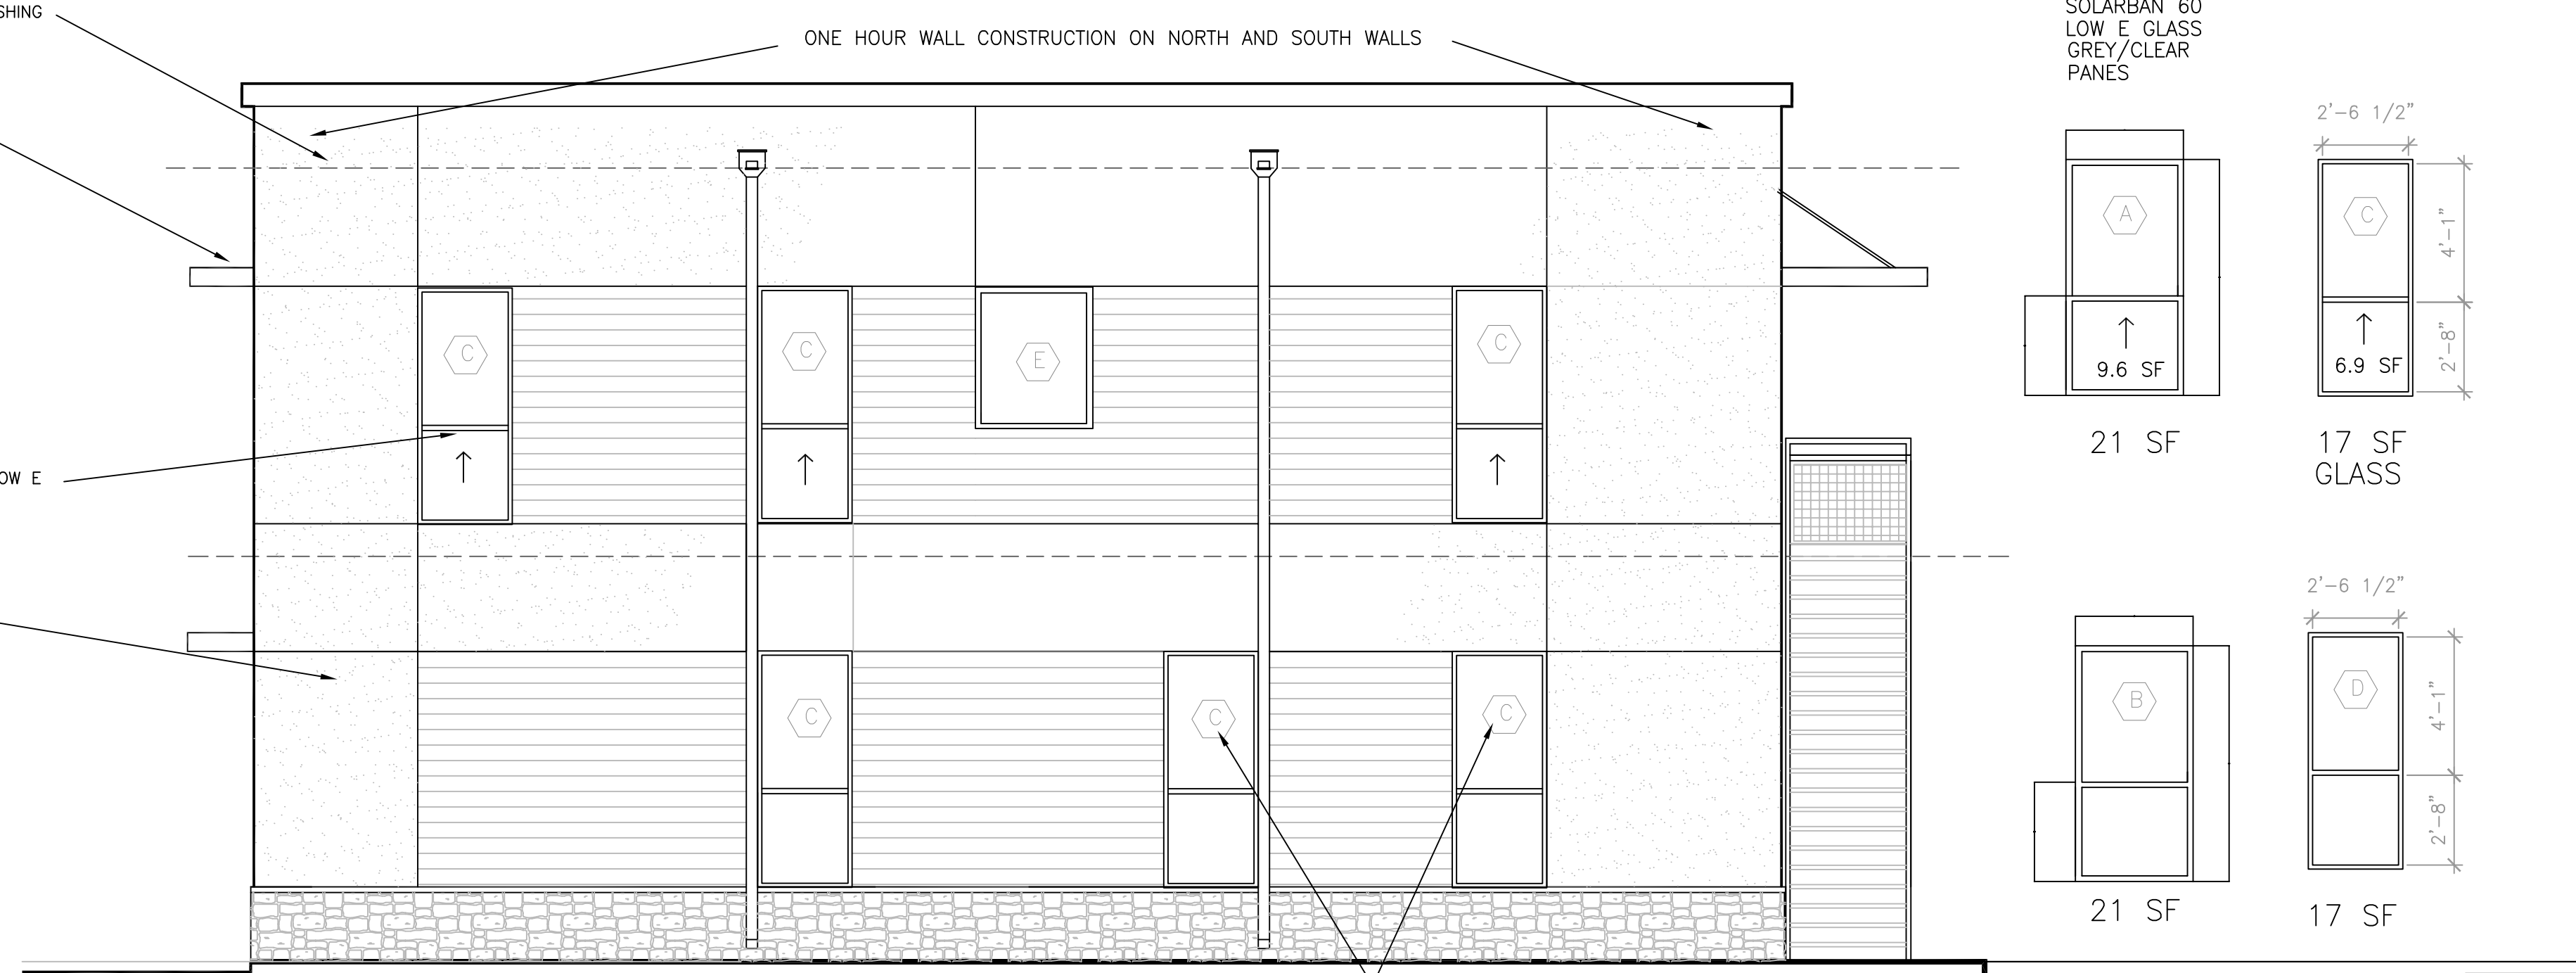 SHING
ONE HOUR WALL CONSTRUCTION ON NORTH AND SOUTH WALLS
SOLARBAN 60
LOW E GLASS
GREY/CLEAR
PANES
2'-6 1/2"
A
C
4'-1"
9.6 SF
6.9 SF
2'-8"
21 SF
17 SF
GLASS
C
C
E
C
OW E
C
C
C
2'-6 1/2"
B
D
4'-1"
2'-8"
21 SF
17 SF